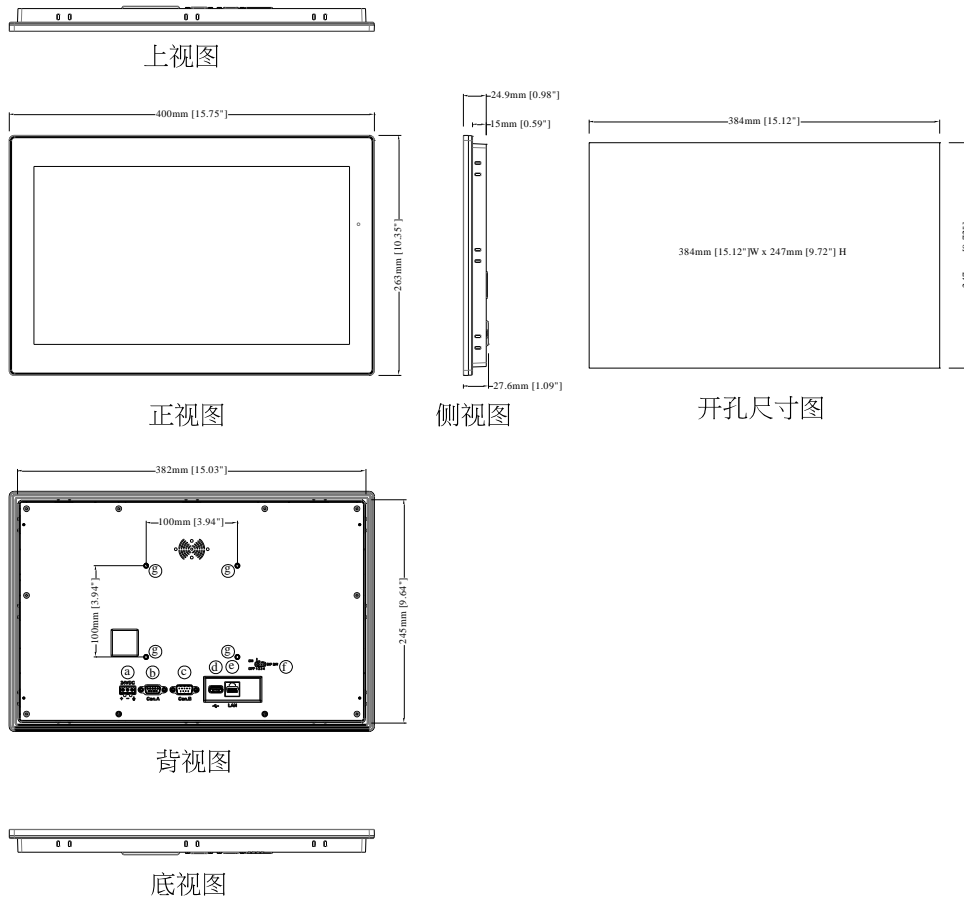 上视图
24.9mm [0.98"]
400mm [15.75"]
15mm [0.59"]
384mm [15.12"]
263mm [10.35"]
384mm [15.12"]W x 247mm [9.72"] H
27.6mm [1.09"]
正视图
侧视图
开孔尺寸图
382mm [15.03"]
100mm [3.94"]
g g
100mm [3.94"]
245mm [9.64"]
g g
a b c d e f
24VDC
Con.A Con.B
LAN
背视图
底视图